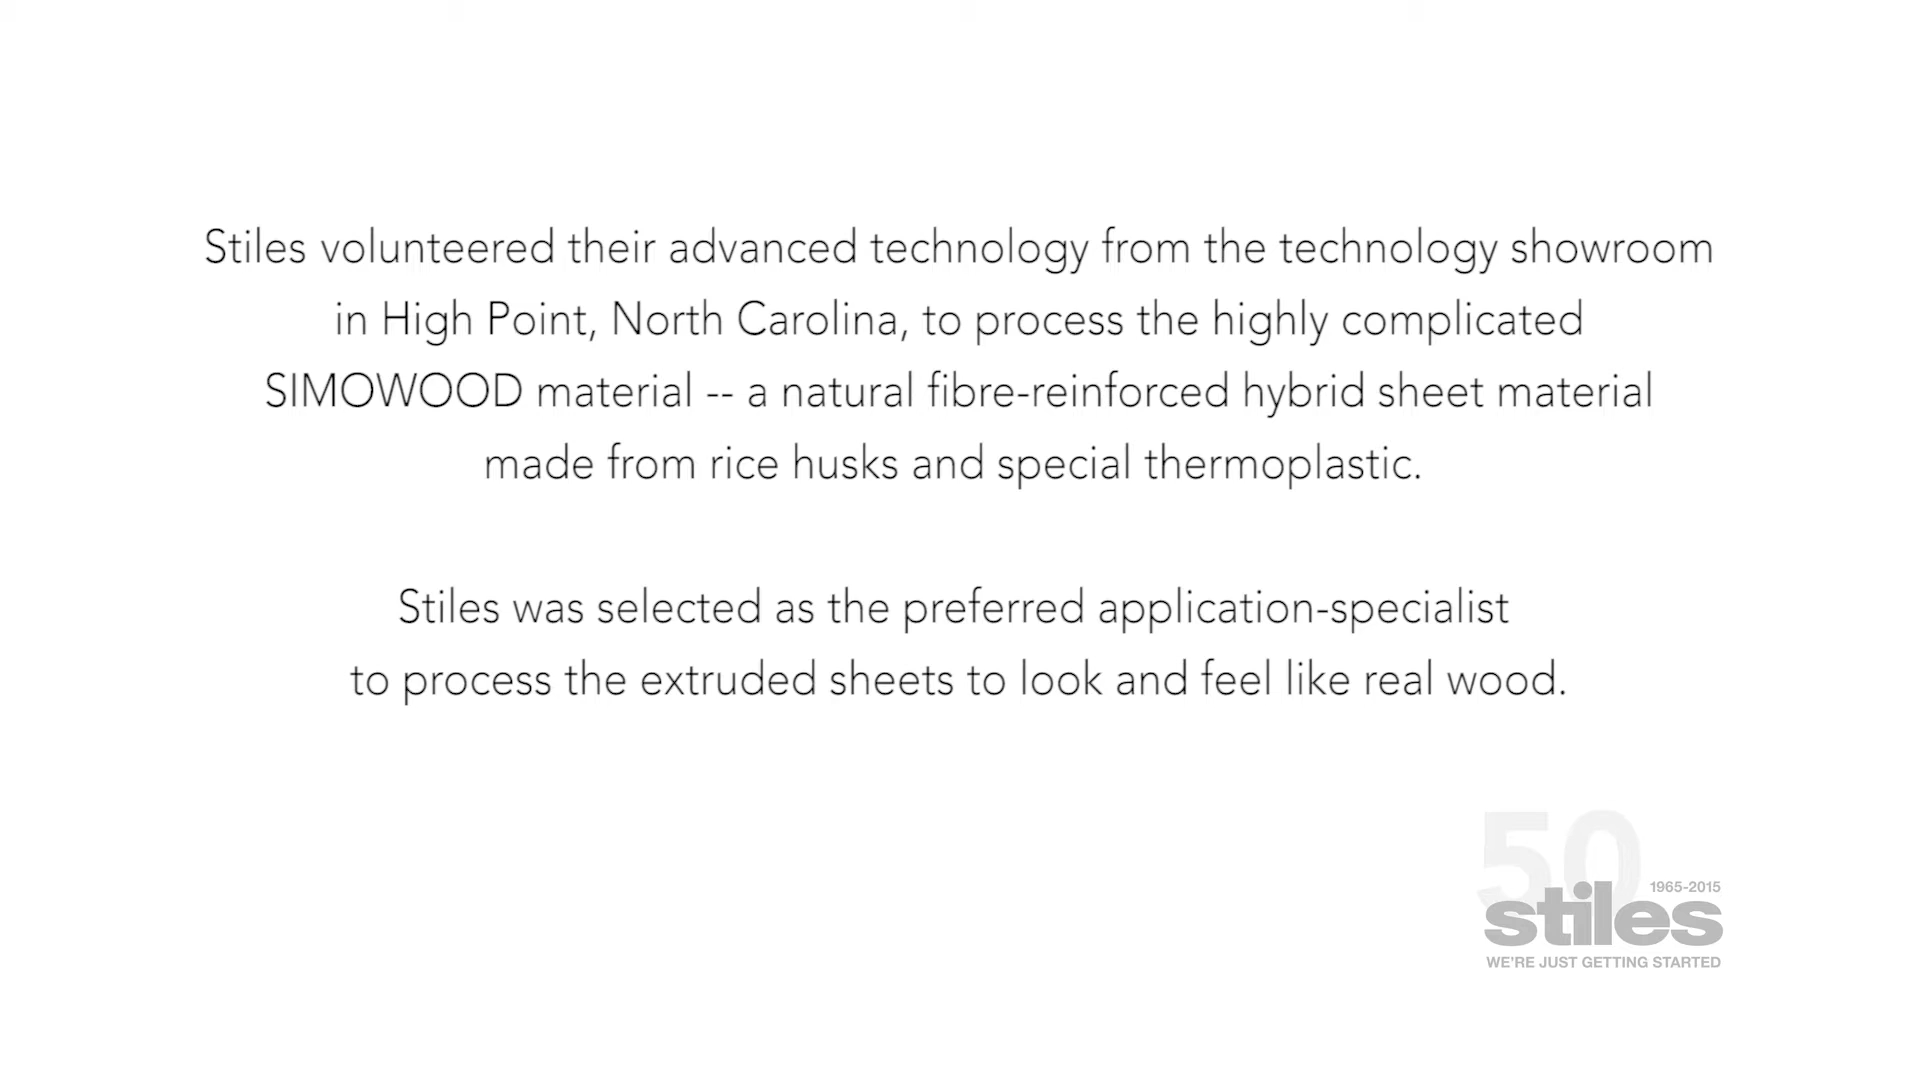 Stiles volunteered their advanced technology from the technology showroom
in High Point, North Carolina, to process the highly complicated
SIMOWOOD material -- a natural fibre-reinforced hybrid sheet material
made from rice husks and special thermoplastic.
Stiles was selected as the preferred application-specialist
to process the extruded sheets to look and feel like real wood.
50
1965-2015
stiles
WE'RE JUST GETTING STARTED